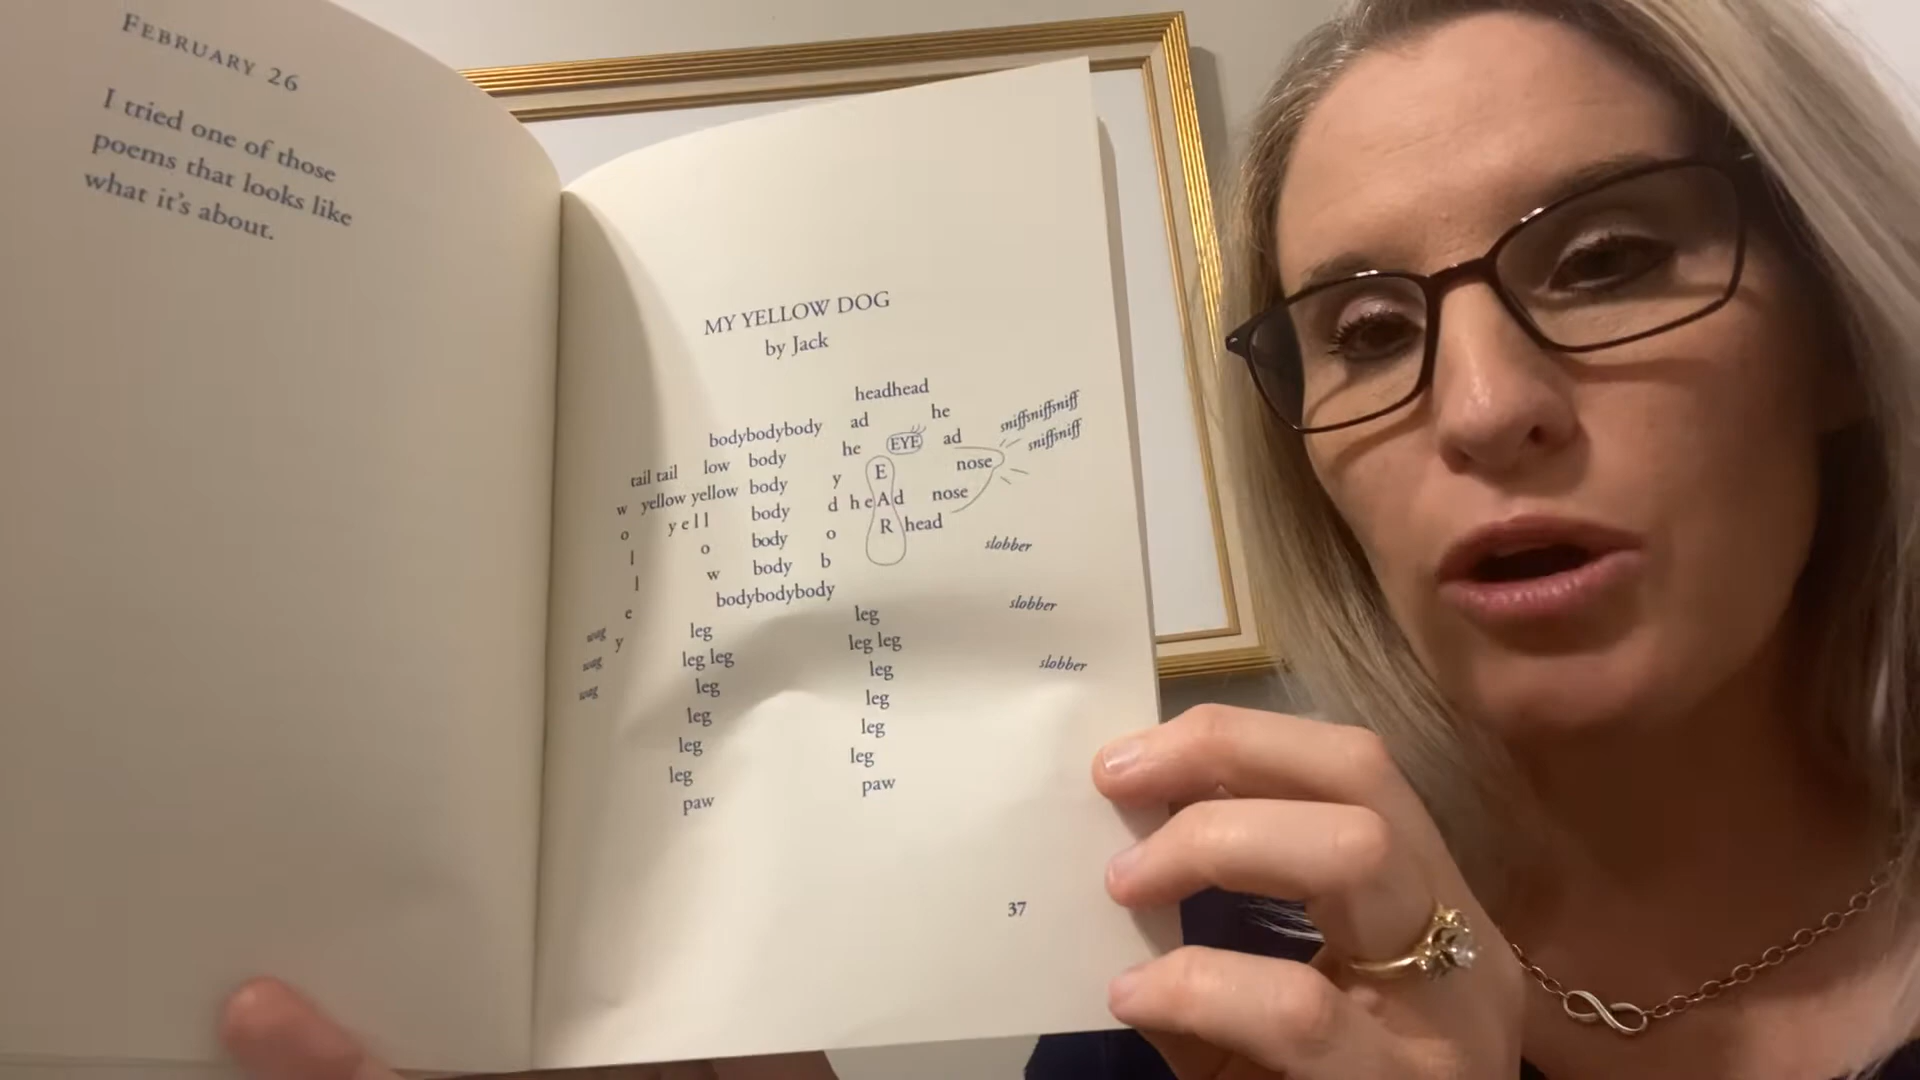 FEBRUARY 26
I tried one of those
poems that looks like
what it's about.
MY YELLOW DOG
by Jack
headhead
ad he sniffsniffsniff
bodybodybody he EYE ad sniffsniff
tail tail low body E nose
w yellow yellow body y
o yell body d heAd nose
l o body o R head
l w body b slobber
e bodybodybody
wag y leg leg slobber
wag leg leg leg leg
wag leg leg slobber
leg leg
leg leg
leg leg
paw paw
37